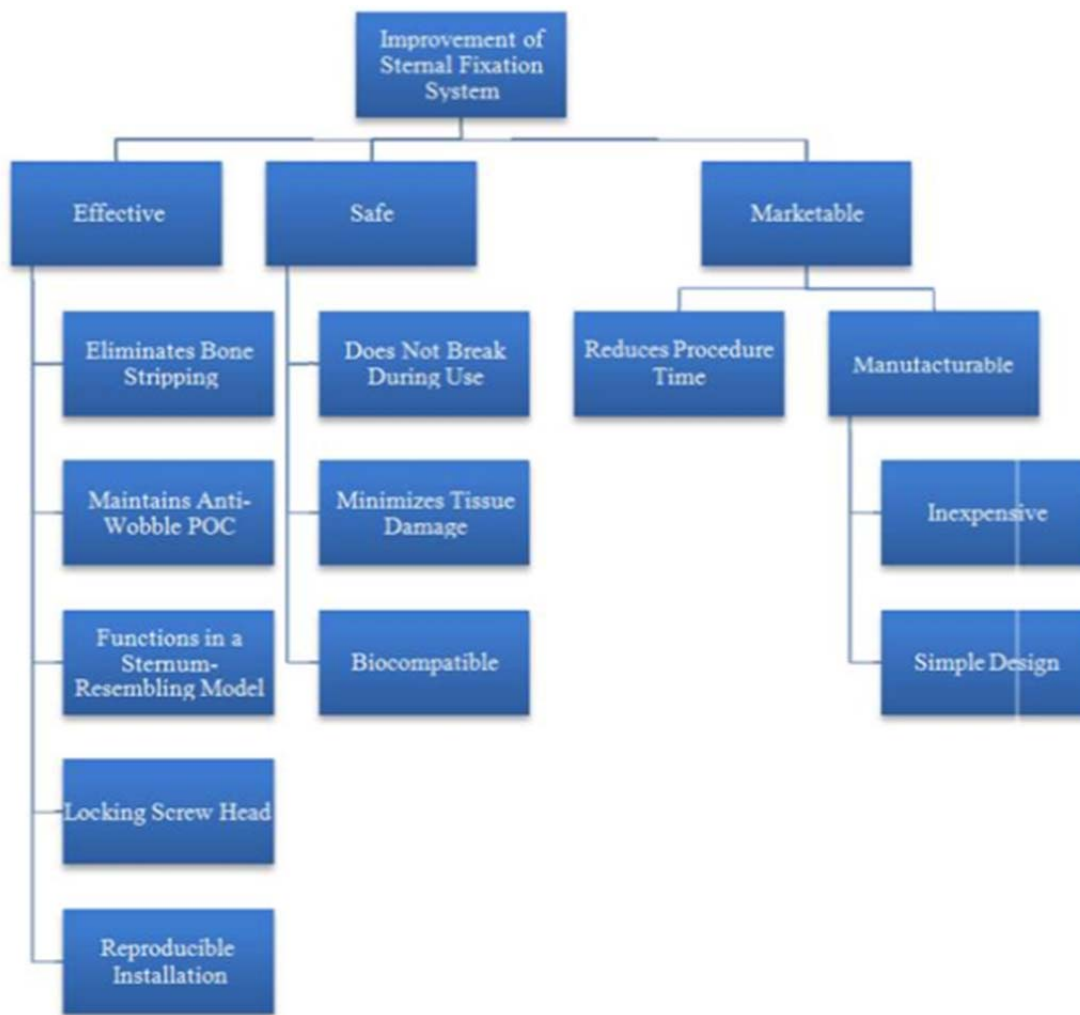 Improvement of
Sternal Fixation
System
Effective
Safe
Marketable
Eliminates Bone
Stripping
Does Not Break
During Use
Reduces Procedure
Time
Manufacturable
Maintains Anti-
Wobble POC
Minimizes Tissue
Damage
Inexpensive
Functions in a
Sternum-
Resembling Model
Biocompatible
Simple Design
Locking Screw Head
Reproducible
Installation